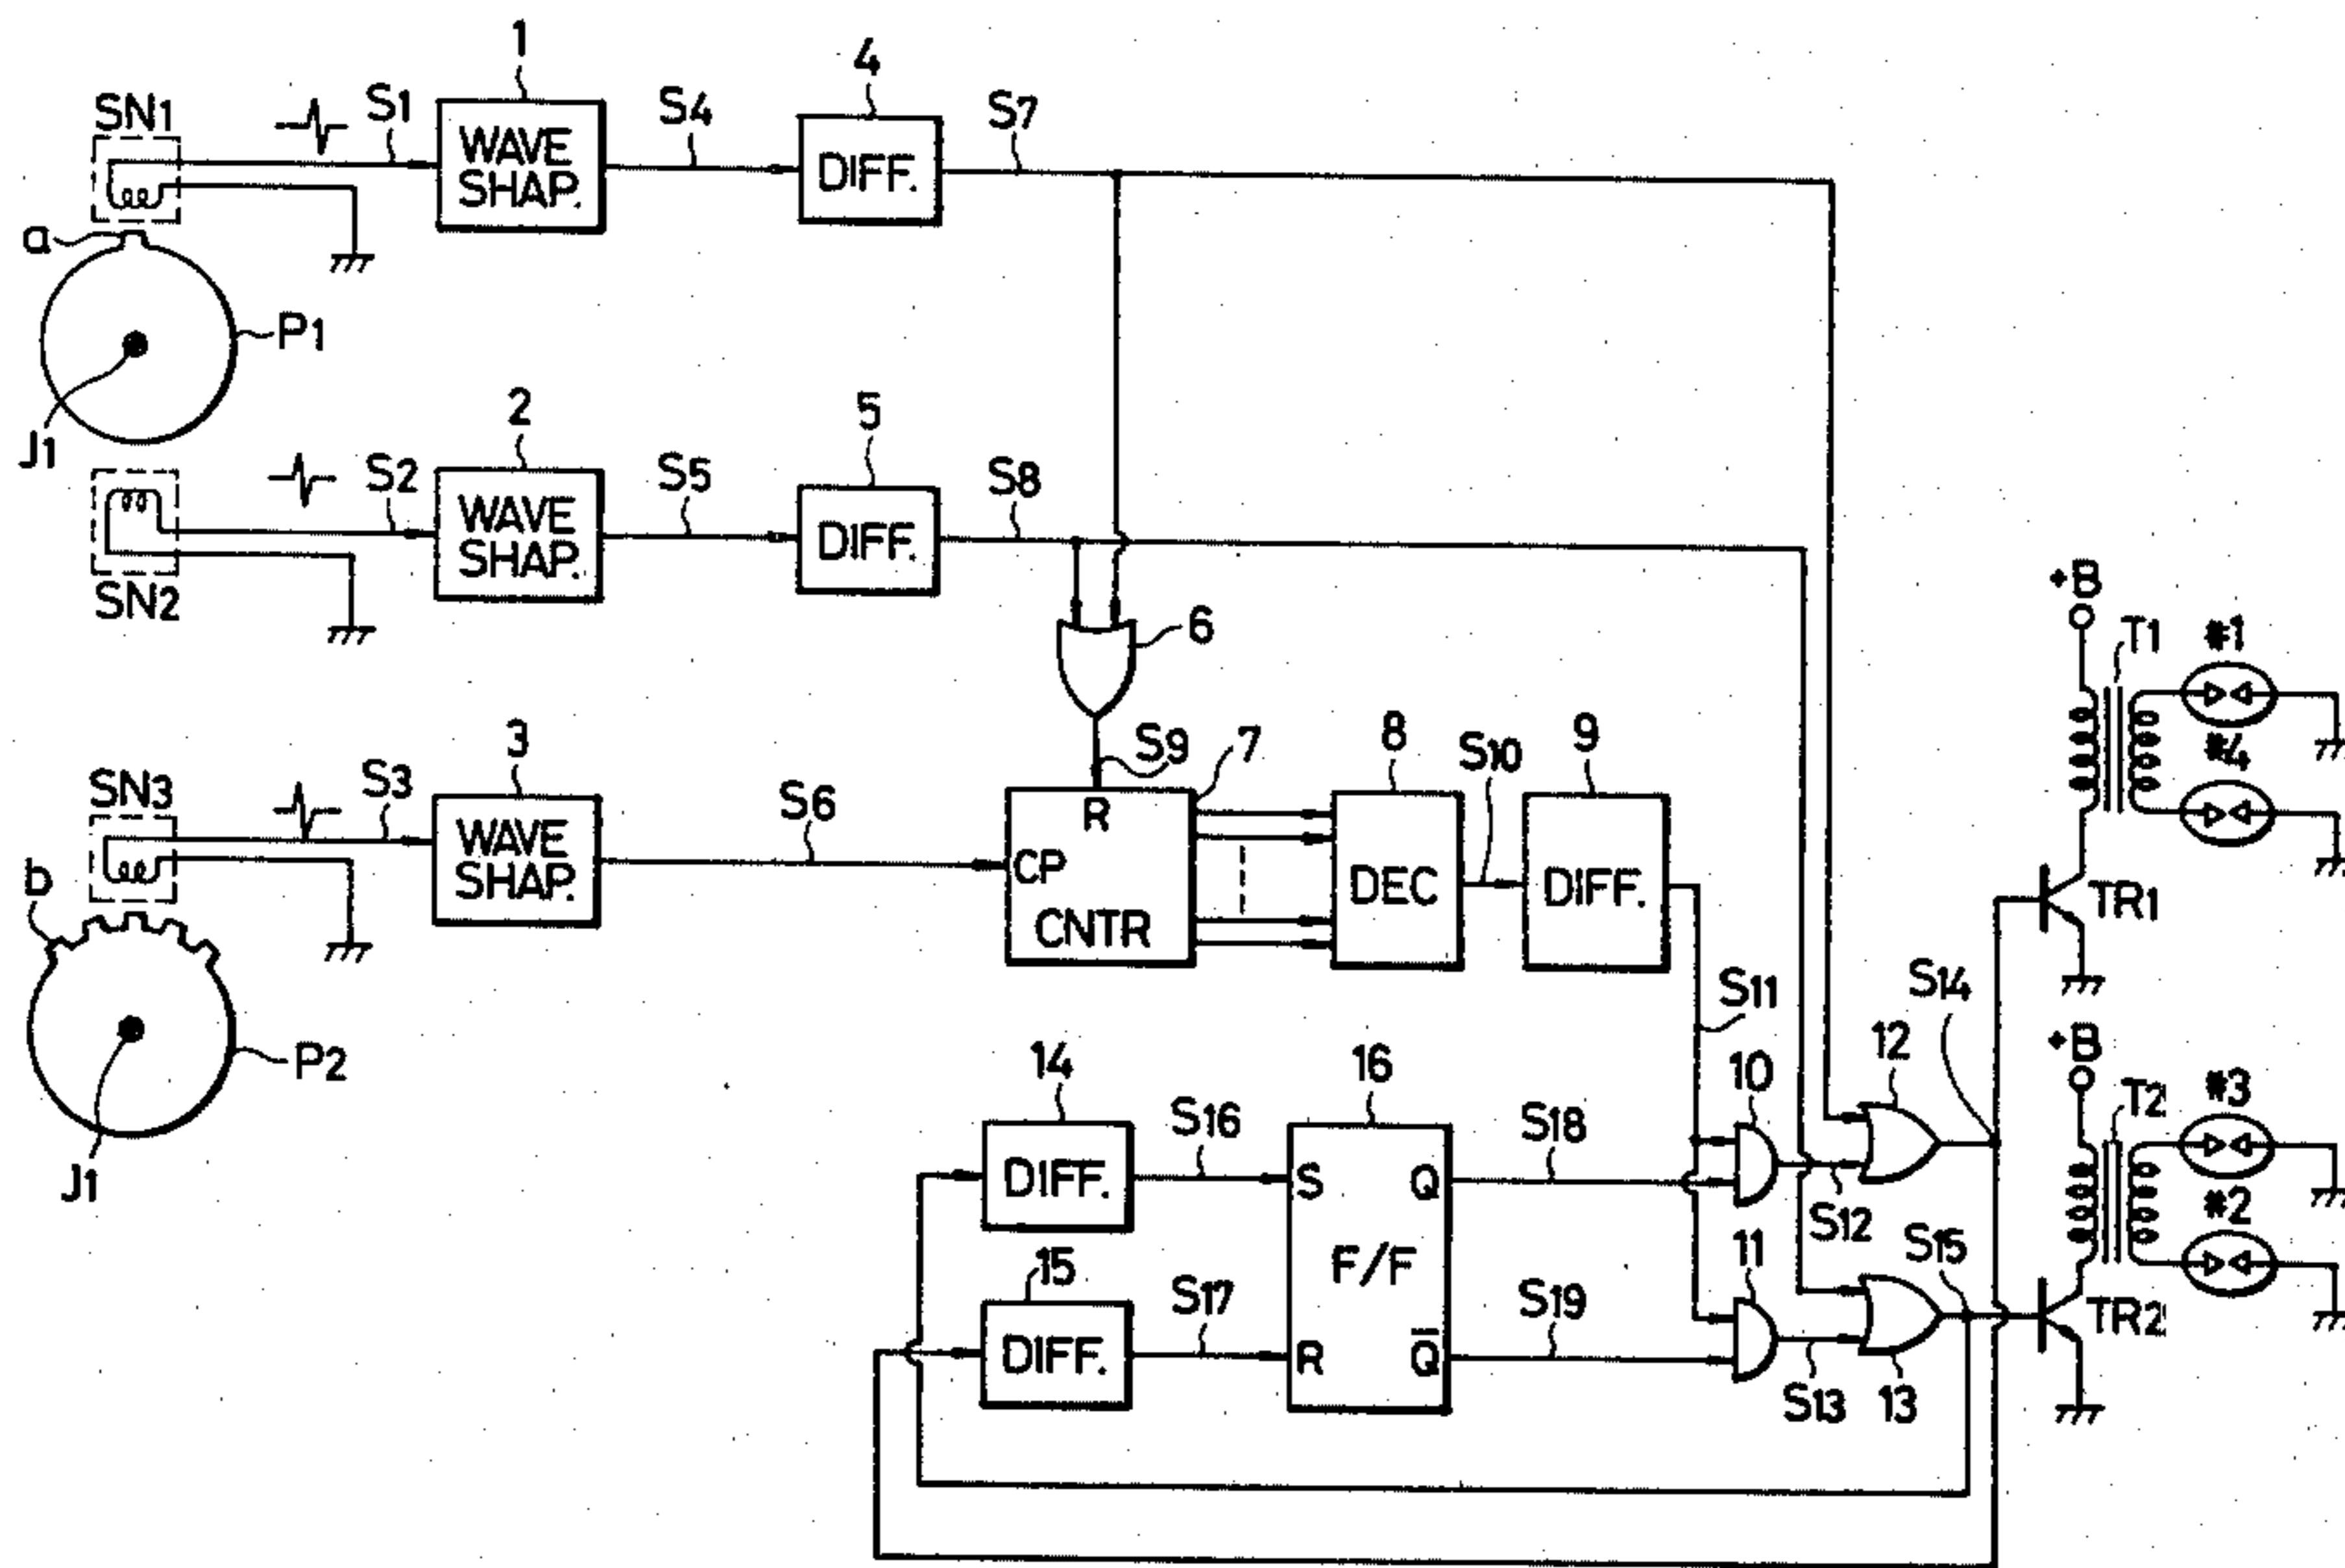 1
4
SN1
S1
WAVE
SHAP.
S4
DIFF.
S7
a
P1
J1
2
5
S2
WAVE
SHAP.
S5
DIFF.
S8
SN2
6
+B
T1
#1
#4
TR1
3
SN3
S3
WAVE
SHAP.
S6
S9
7
R
CP
CNTR
8
DEC
S10
9
DIFF.
S11
b
P2
J1
14
DIFF.
S16
16
S
Q
F/F
R
Q̅
S18
10
12
S14
S12
15
DIFF.
S17
S19
11
S15
S13
13
+B
T2
#3
#2
TR2